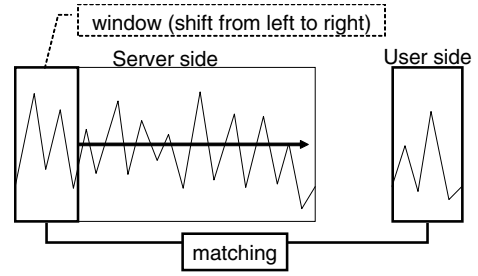 window (shift from left to right)
Server side
User side
matching